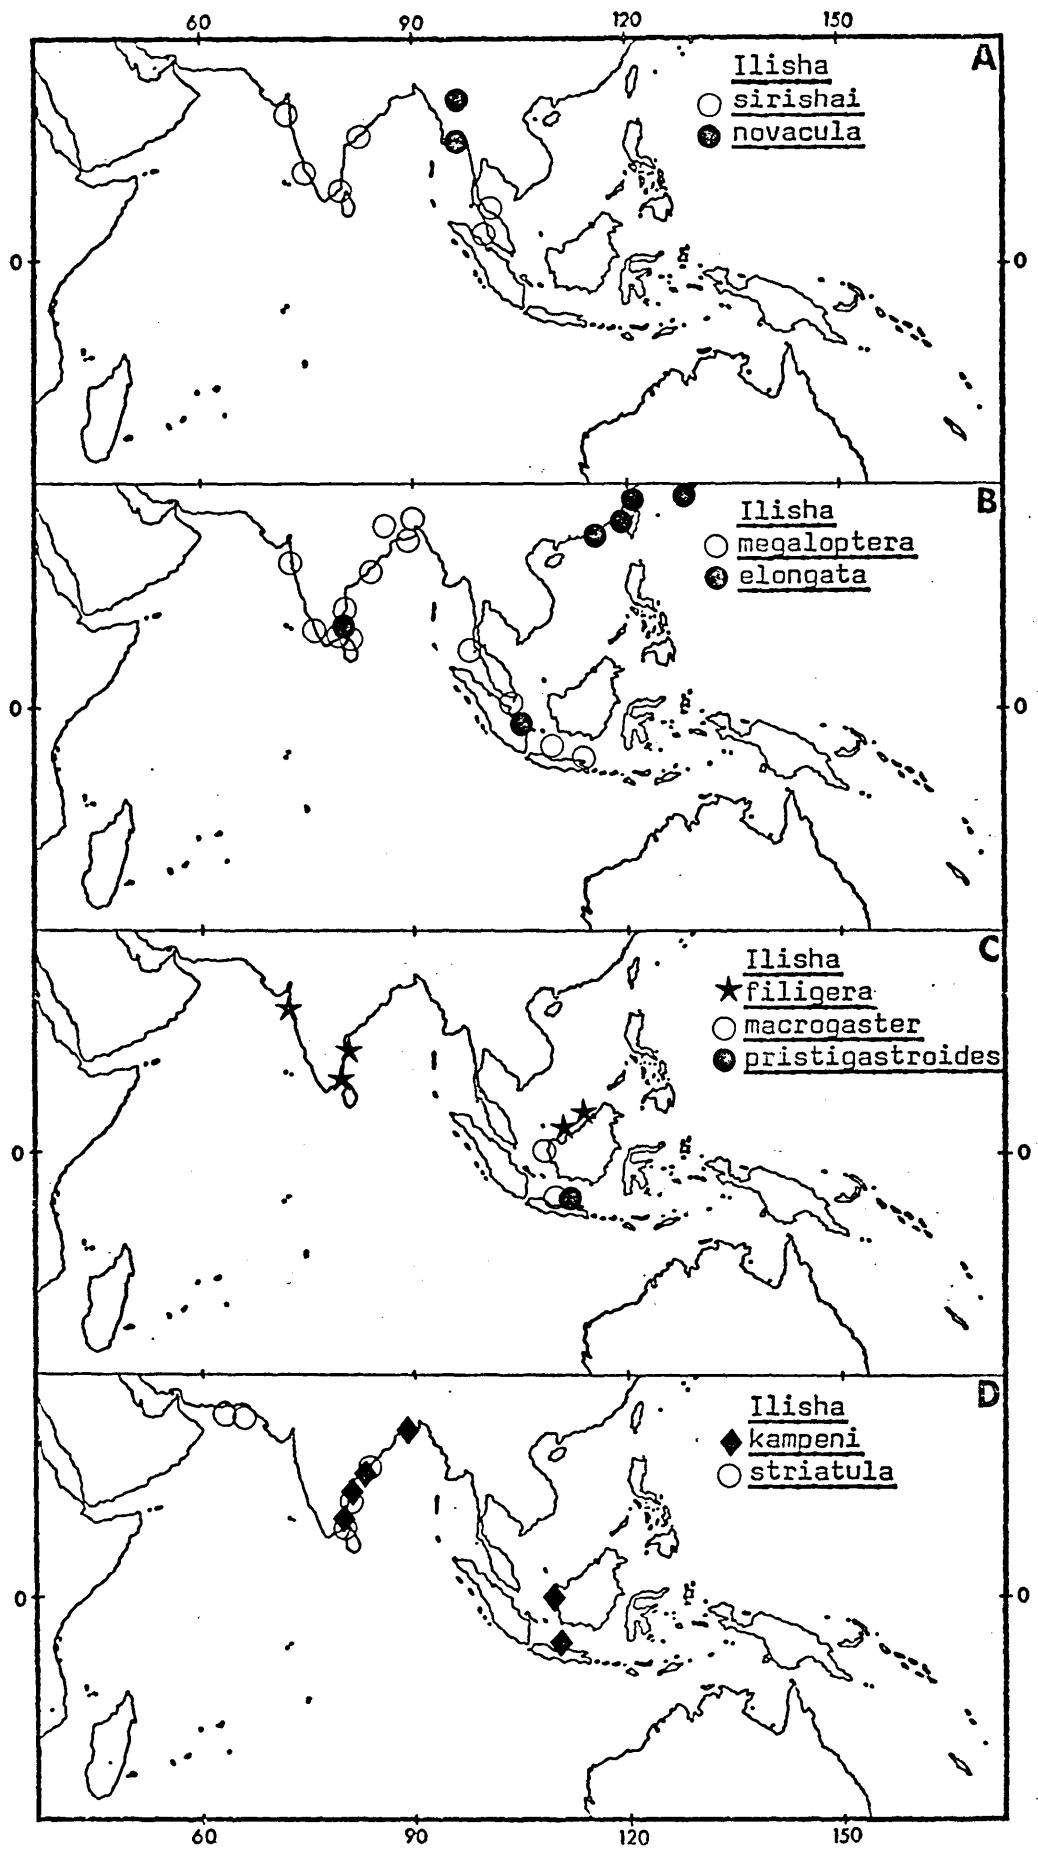 60 90 120 150
A
Ilisha
sirishai
novacula
0 0
B
Ilisha
megaloptera
elongata
0 0
C
Ilisha
filigera
macrogaster
pristigastroides
0 0
D
Ilisha
kampeni
striatula
0 0
60 90 120 150